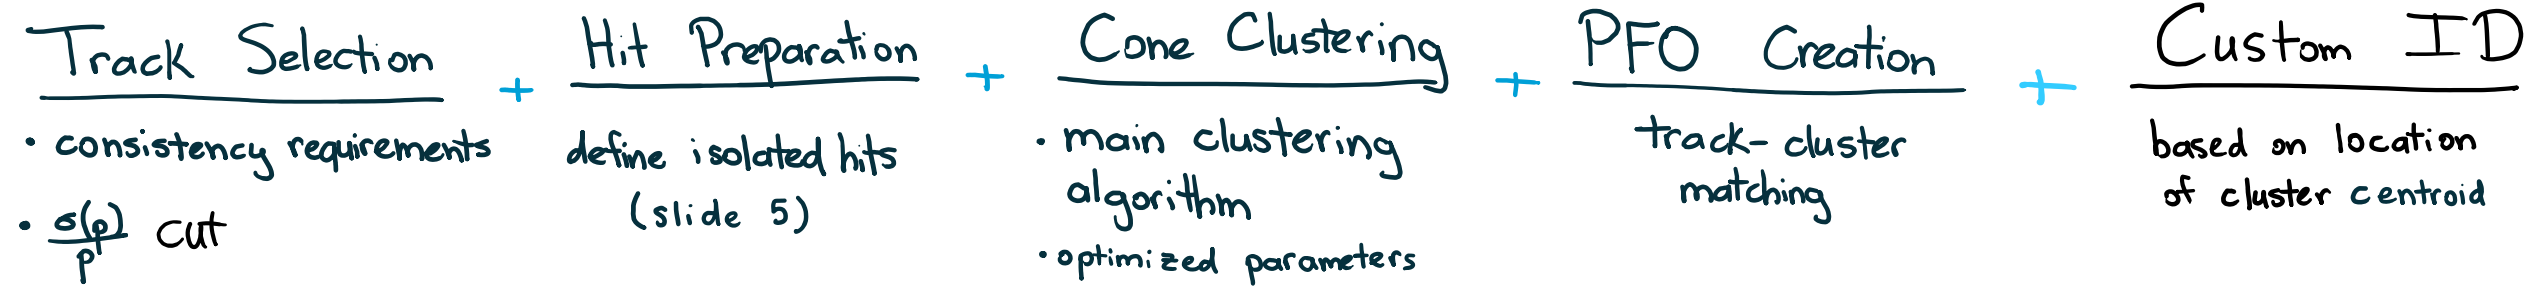 Track Selection
• consistency requirements
• σ(p)/p cut
+
Hit Preparation
define isolated hits
(slide 5)
+
Cone Clustering
• main clustering
algorithm
• optimized parameters
+
PFO Creation
track-cluster
matching
+
Custom ID
based on location
of cluster centroid